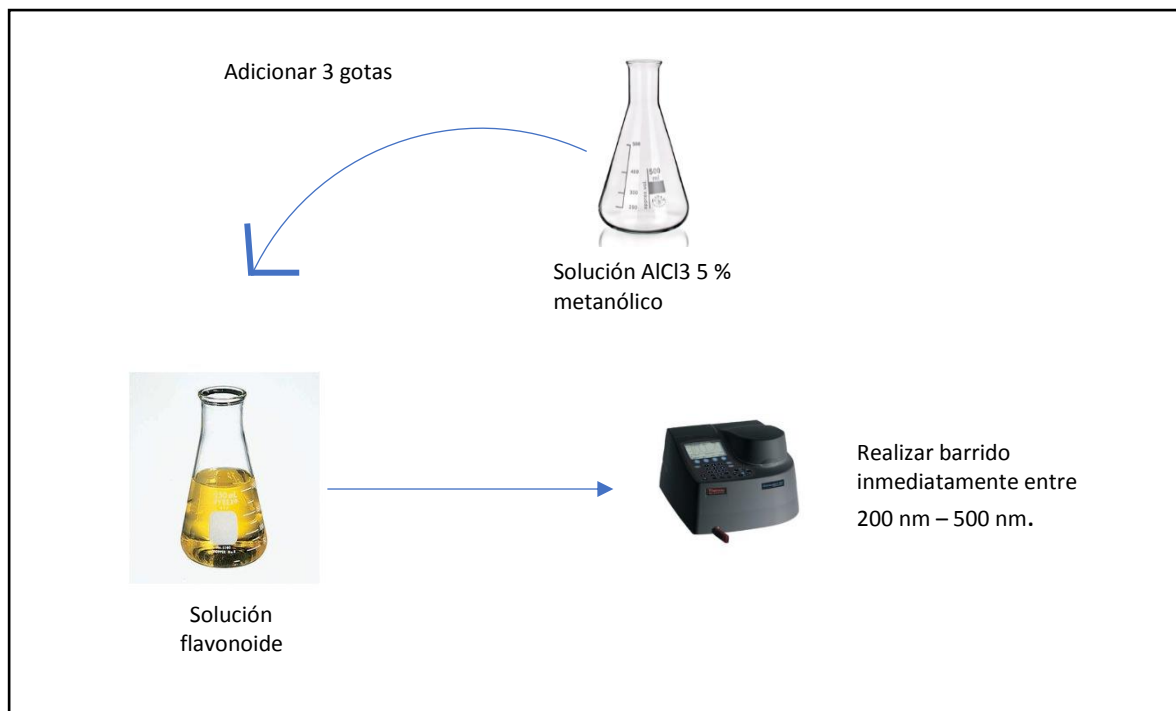 Adicionar 3 gotas
Solución AlCl3 5 %
metanólico
Realizar barrido
inmediatamente entre
200 nm – 500 nm.
Solución
flavonoide